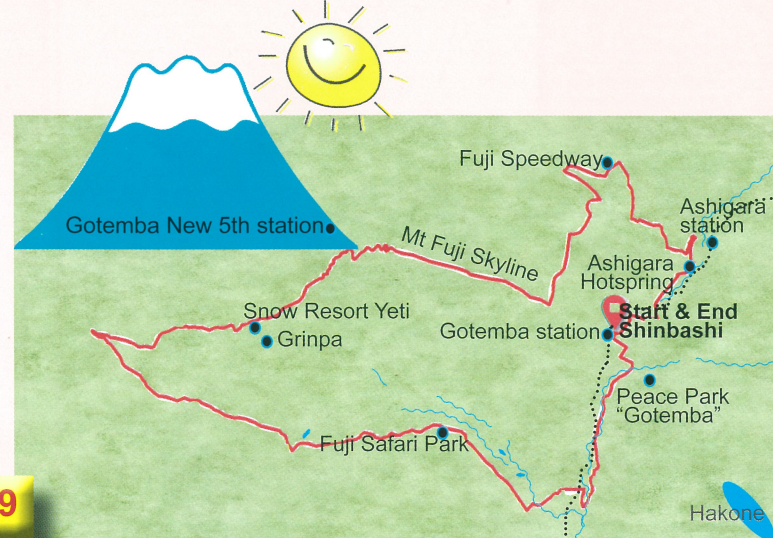 Fuji Speedway
Ashigara
station
Gotemba New 5th station
Mt Fuji Skyline
Ashigara
Hotspring
Snow Resort Yeti
Start & End
Shinbashi
Gotemba station
Grinpa
Peace Park
“Gotemba”
Fuji Safari Park
9
Hakone